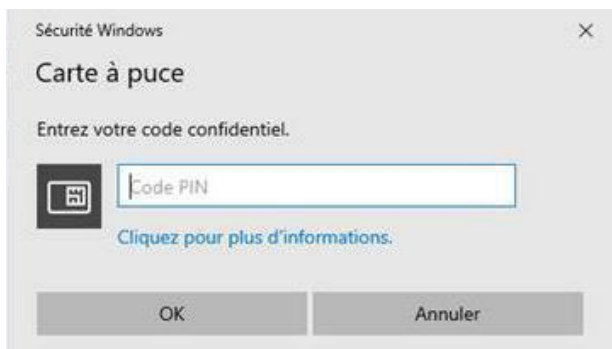 Sécurité Windows
Carte à puce
Entrez votre code confidentiel.
Code PIN
Cliquez pour plus d'informations.
OK
Annuler